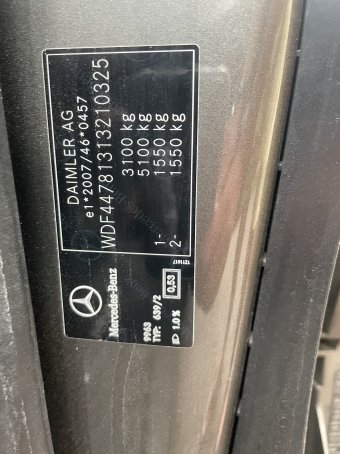 DAIMLER AG
e1*2007/46*0457
WDF44781313210325
3100 kg
5100 kg
1- 1550 kg
2- 1550 kg
Mercedes-Benz
9963
TYP: 639/2
0,53
1.0%